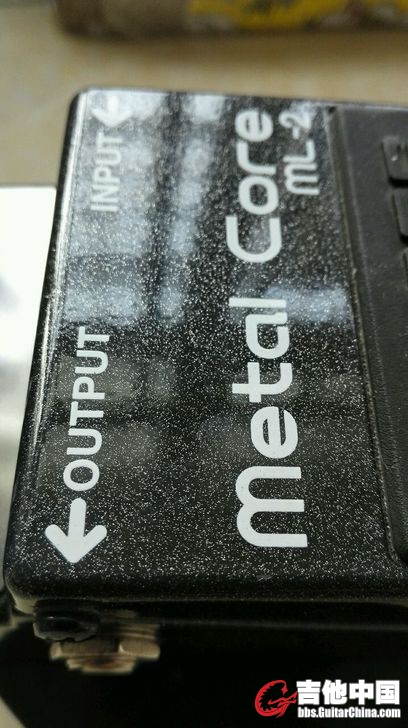 ←OUTPUT
INPUT←
Metal Core
ML-2
吉他中国
bbs.GuitarChina.com